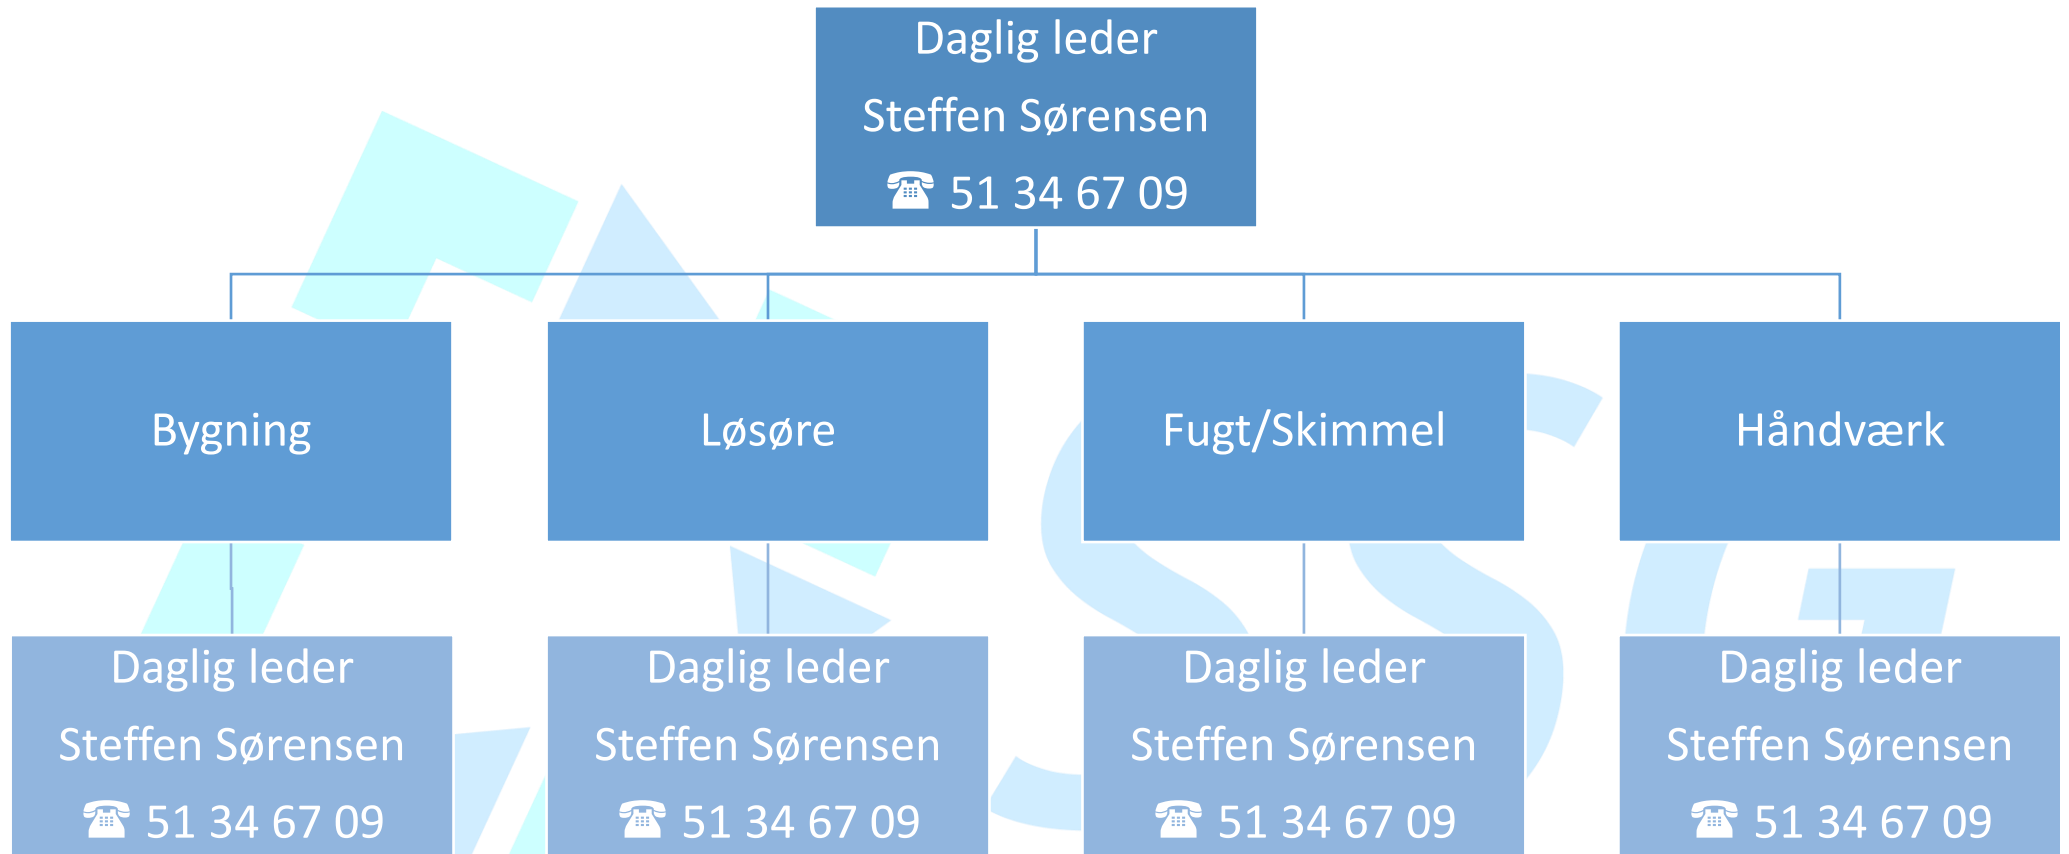 Daglig leder
Steffen Sørensen
☎ 51 34 67 09
Bygning
Løsøre
Fugt/Skimmel
Håndværk
Daglig leder
Steffen Sørensen
☎ 51 34 67 09
Daglig leder
Steffen Sørensen
☎ 51 34 67 09
Daglig leder
Steffen Sørensen
☎ 51 34 67 09
Daglig leder
Steffen Sørensen
☎ 51 34 67 09